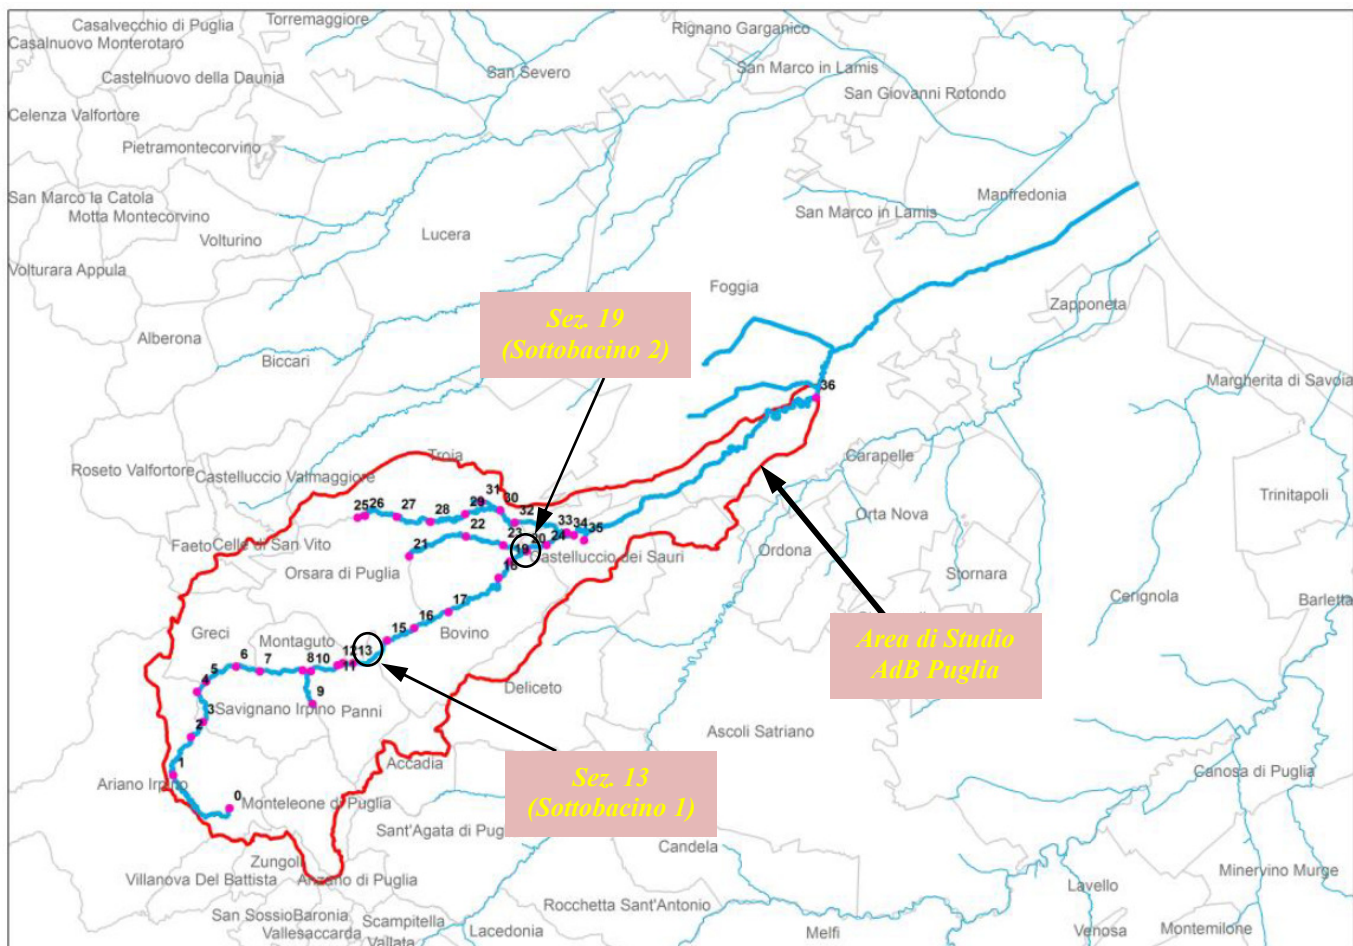 Torremaggiore
Casalvecchio di Puglia
Rignano Garganico
Casalnuovo Monterotaro
San Severo
San Marco in Lamis
Castelnuovo della Daunia
San Giovanni Rotondo
Celenza Valfortore
Pietramontecorvino
San Marco la Catola
Manfredonia
Motta Montecorvino
San Marco in Lamis
Volturino
Lucera
Volturara Appula
Foggia
Zapponeta
Sez. 19
(Sottobacino 2)
Alberona
Biccari
Margherita di Savoia
36
Troia
Carapelle
Roseto Valfortore
Castelluccio Valmaggiore
Trinitapoli
25 26 27 28 29 31 30 32 33 34 35
Orta Nova
22 23 19 20 24
Faeto
Celle di San Vito
21
Castelluccio dei Sauri
Ordona
Orsara di Puglia
18
Stornara
Cerignola
Barletta
17
16
15
Greci
Montaguto
Bovino
Area di Studio
AdB Puglia
5 6 7 8 10 12 13
11
4
9
Deliceto
3
Savignano Irpino
Panni
2
Ascoli Satriano
1
Accadia
Canosa di Puglia
Ariano Irpino
0
Sez. 13
(Sottobacino 1)
Monteleone di Puglia
Sant'Agata di Pug
Candela
Zungoli
Minervino Murge
Villanova Del Battista
Anzano di Puglia
Lavello
Rocchetta Sant'Antonio
San Sossio Baronia
Scampitella
Vallesaccarda
Lacedonia
Melfi
Venosa
Montemilone
Vallata